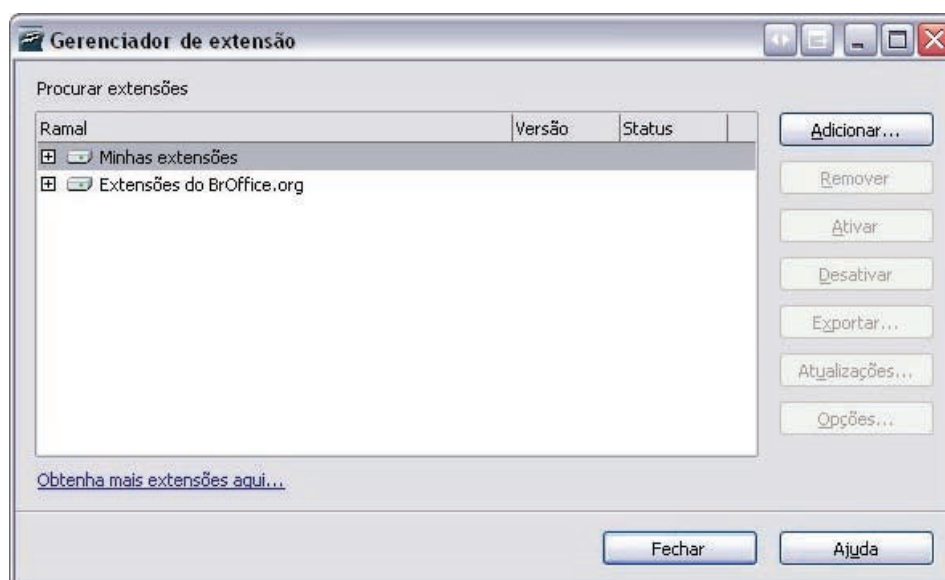 Gerenciador de extensão
Procurar extensões
Ramal Versão Status
Adicionar...
Minhas extensões
Extensões do BrOffice.org
Remover
Ativar
Desativar
Exportar...
Atualizações...
Opções...
Obtenha mais extensões aqui...
Fechar Ajuda